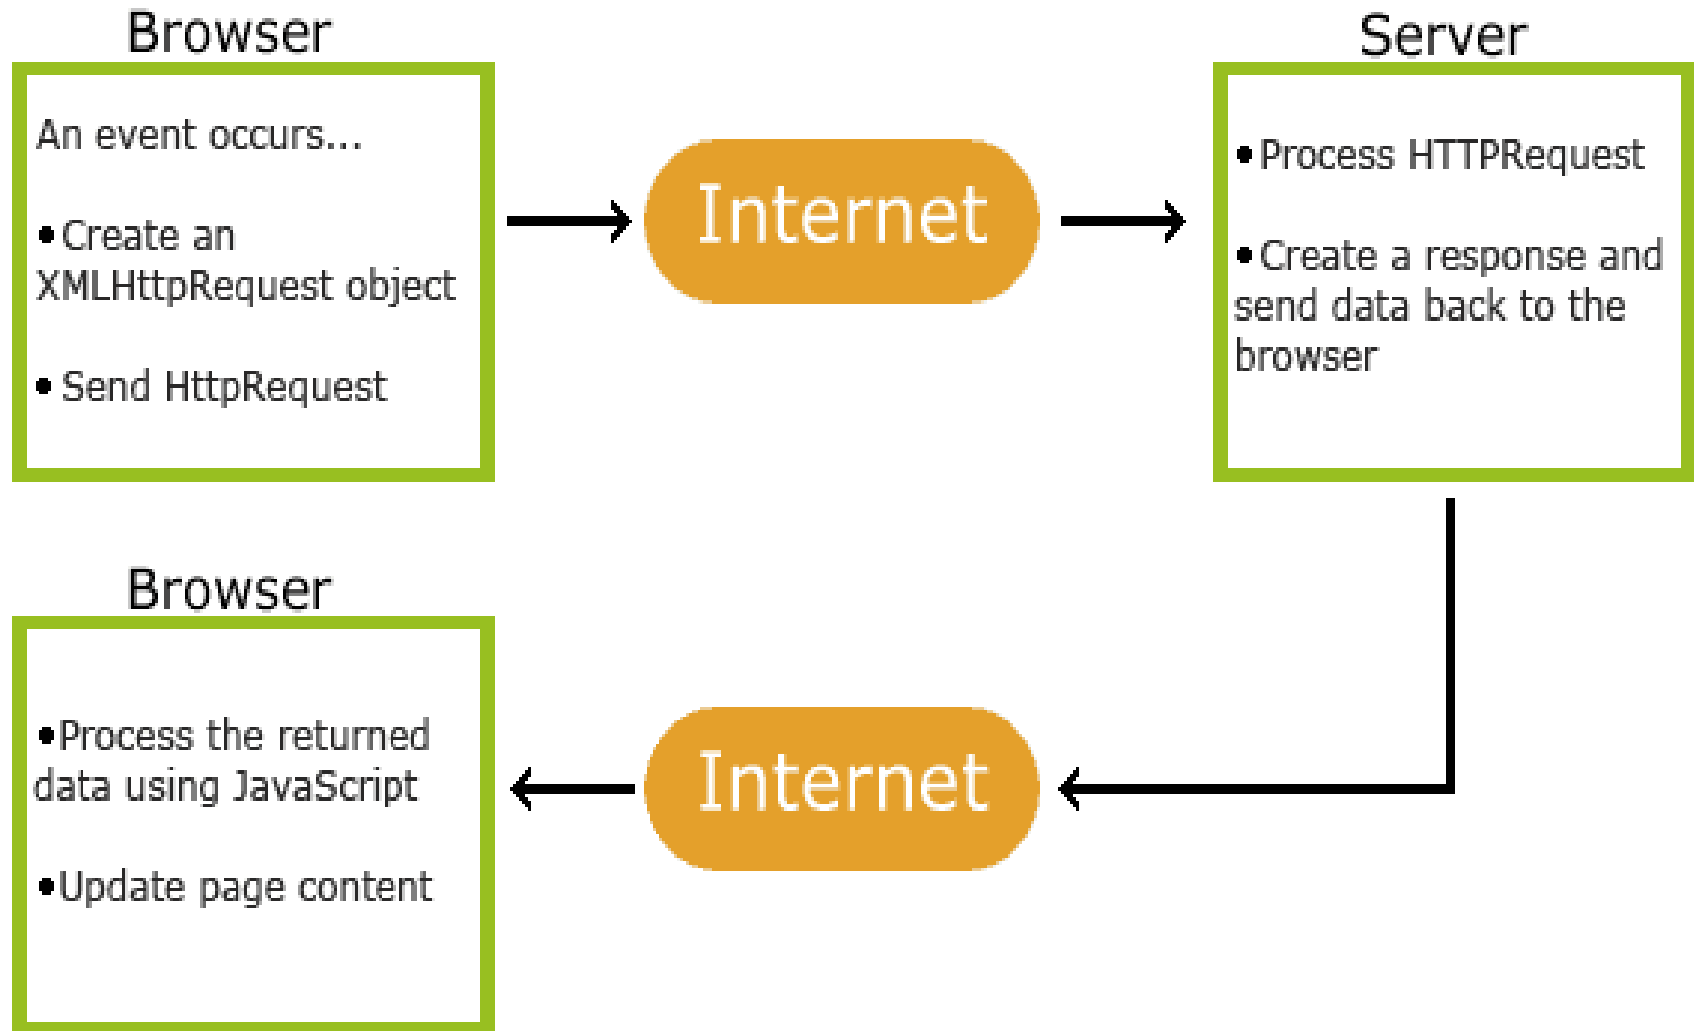 Browser
An event occurs...
•Create an
XMLHttpRequest object
• Send HttpRequest
Internet
Server
•Process HTTPRequest
•Create a response and
send data back to the
browser
Browser
•Process the returned
data using JavaScript
•Update page content
Internet